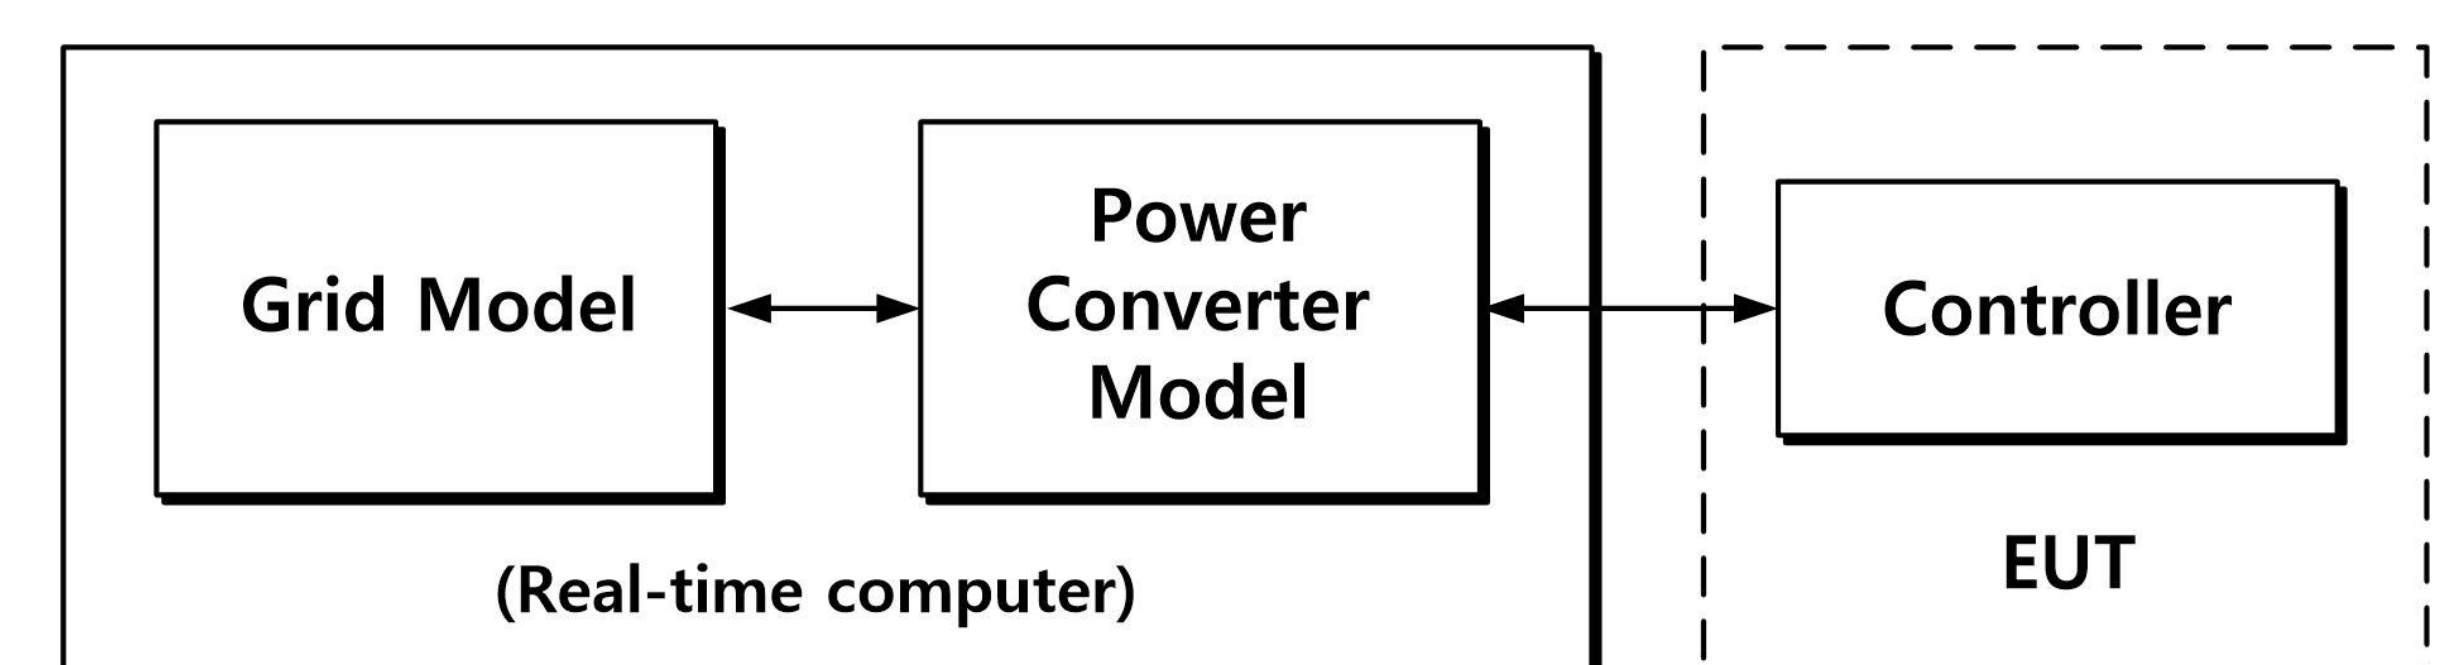 Grid Model
Power
Converter
Model
Controller
(Real-time computer)
EUT